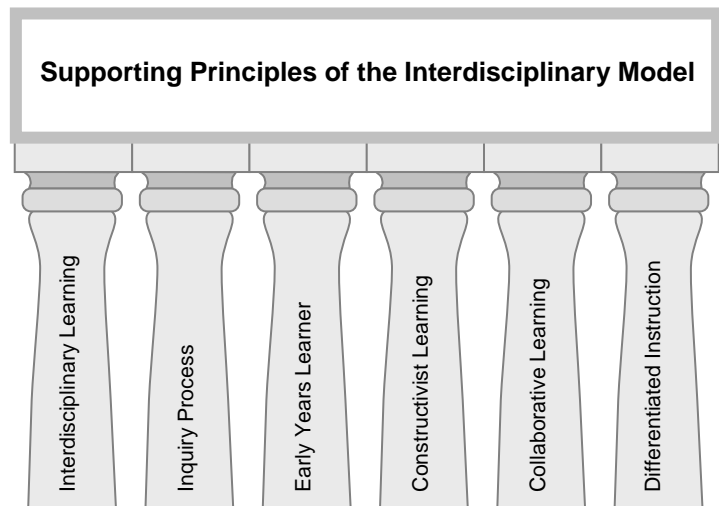 Supporting Principles of the Interdisciplinary Model
Interdisciplinary Learning
Inquiry Process
Early Years Learner
Constructivist Learning
Collaborative Learning
Differentiated Instruction